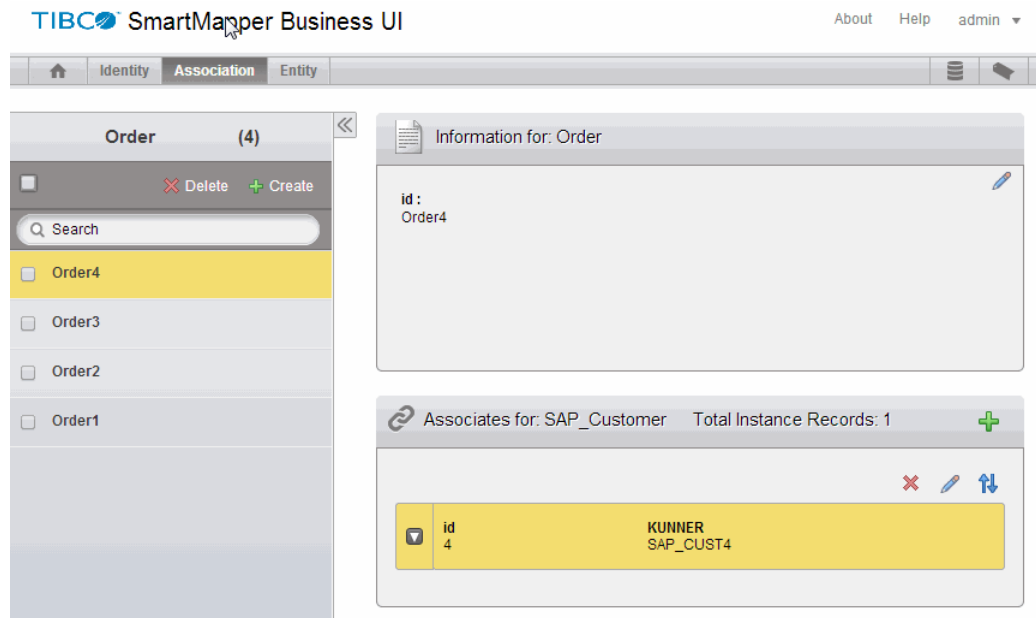 TIBCO™ SmartMapper Business UI
About Help admin
Identity Association Entity
Order (4)
Delete Create
Search
Order4
Order3
Order2
Order1
Information for: Order
id :
Order4
Associates for: SAP_Customer Total Instance Records: 1
id KUNNER
4 SAP_CUST4